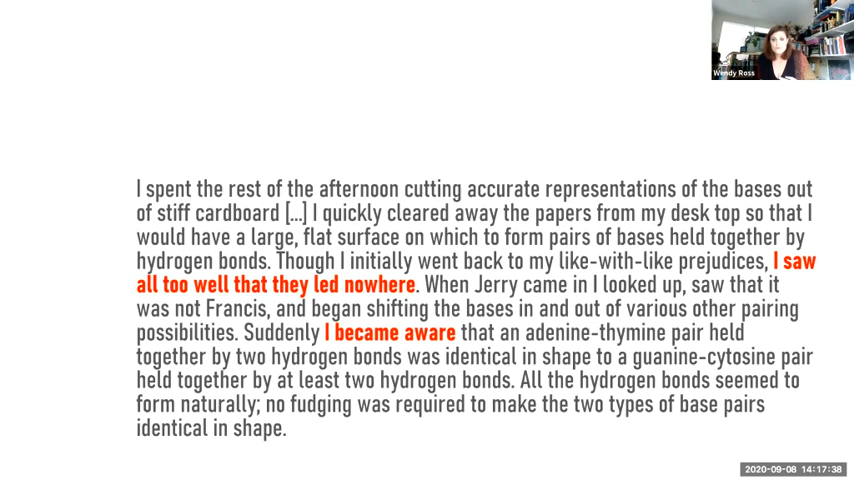 Wendy Ross
I spent the rest of the afternoon cutting accurate representations of the bases out
of stiff cardboard [...] I quickly cleared away the papers from my desk top so that I
would have a large, flat surface on which to form pairs of bases held together by
hydrogen bonds. Though I initially went back to my like-with-like prejudices, I saw
all too well that they led nowhere. When Jerry came in I looked up, saw that it
was not Francis, and began shifting the bases in and out of various other pairing
possibilities. Suddenly I became aware that an adenine-thymine pair held
together by two hydrogen bonds was identical in shape to a guanine-cytosine pair
held together by at least two hydrogen bonds. All the hydrogen bonds seemed to
form naturally; no fudging was required to make the two types of base pairs
identical in shape.
2020-09-08 14:17:38